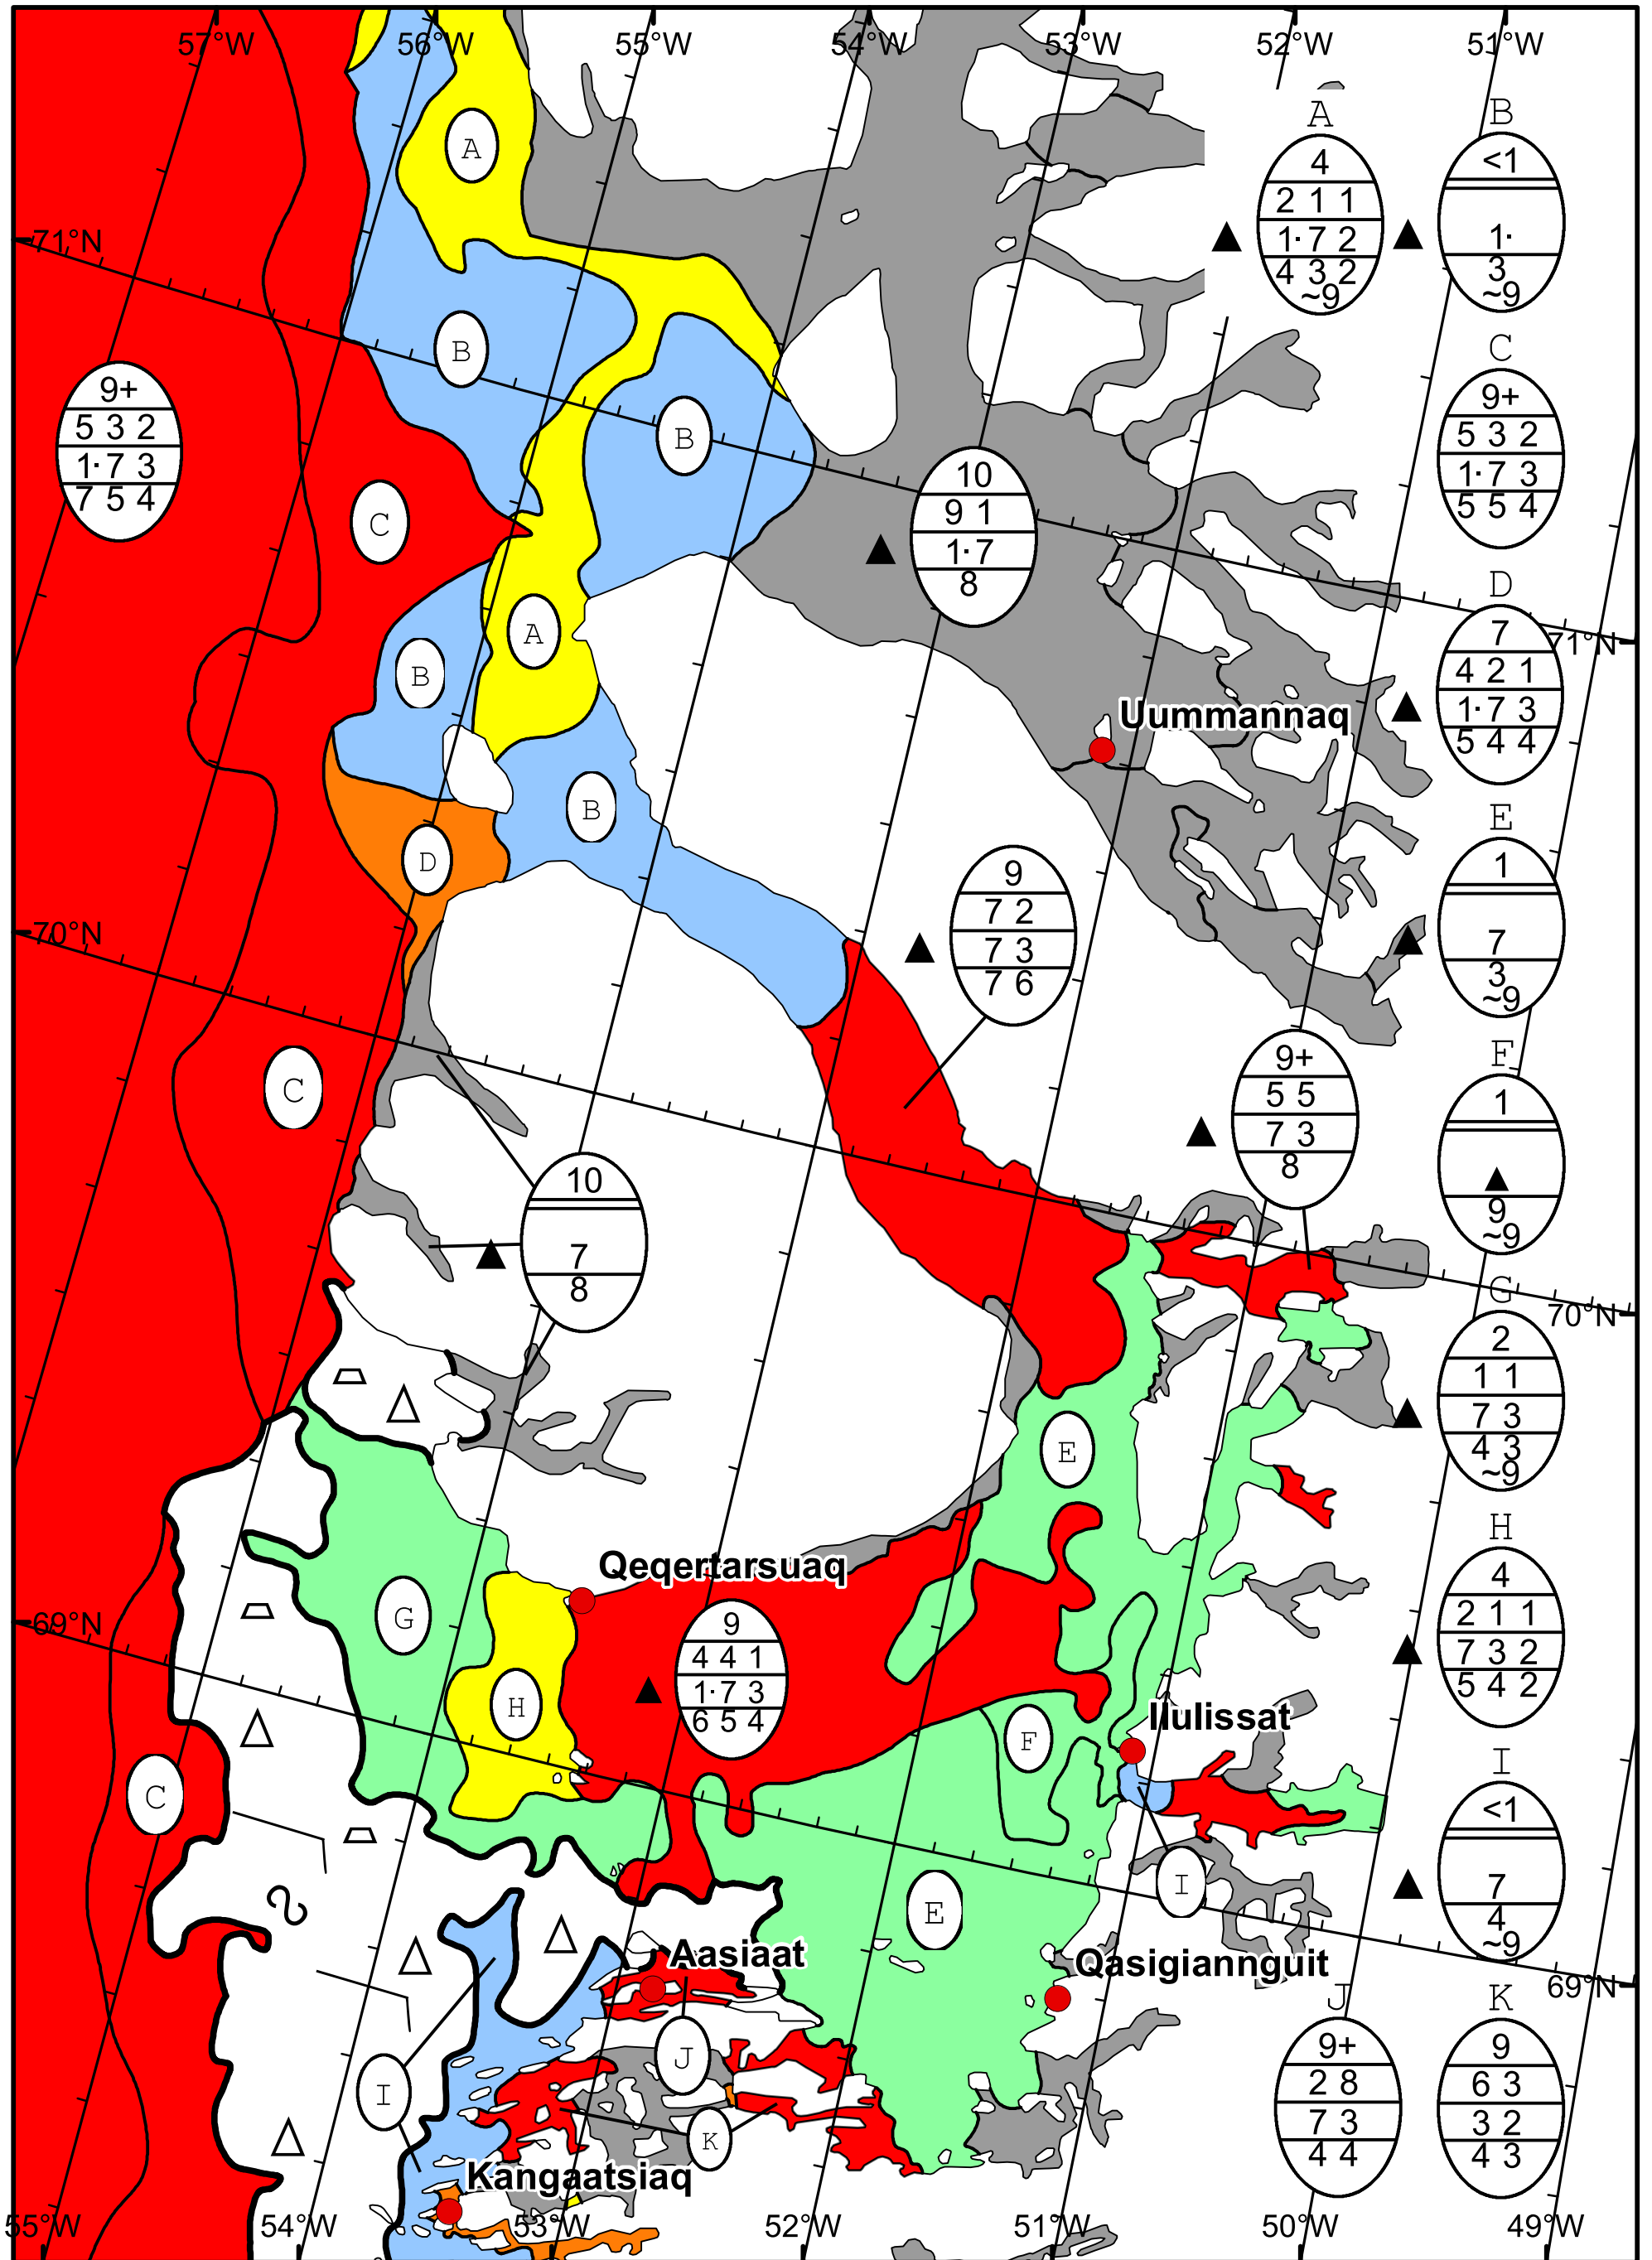 57°W 56°W 55°W 54°W 53°W 52°W 51°W
A
4
2 1 1
1· 7 2
4 3 2
~9
B
<1
1·
3
~9
A
71°N
B
C
9+
5 3 2
1· 7 3
5 5 4
9+
5 3 2
1· 7 3
7 5 4
B
C
10
9 1
1· 7
8
D
7
4 2 1
1· 7 3
5 4 4
71°N
A
B
Uummannaq
B
D
E
1
7
3
~9
9
7 2
7 3
7 6
70°N
C
9+
5 5
7 3
8
F
1
9
~9
10
7
8
G
2
1 1
7 3
4 3
~9
70°N
E
H
4
2 1 1
7 3 2
5 4 2
Qeqertarsuaq
G
69°N
9
4 4 1
1· 7 3
6 5 4
H
F
Ilulissat
C
I
<1
7
4
~9
I
E
Aasiaat
Qasigiannguit
69°N
J
9+
2 8
7 3
4 4
K
9
6 3
3 2
4 3
J
I
K
Kangaatsiaq
55°W 54°W 53°W 52°W 51°W 50°W 49°W